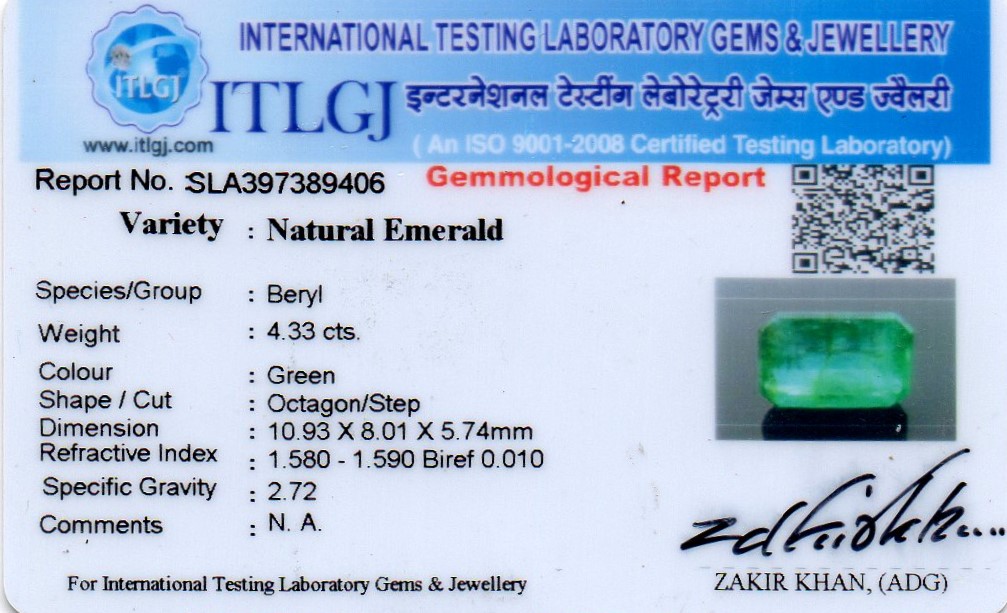 INTERNATIONAL TESTING LABORATORY GEMS & JEWELLERY
ITLGJ
ITLGJ
इन्टरनेशनल टेस्टींग लेबोरेट्ररी जेम्स एण्ड ज्वैलरी
www.itlgj.com
( An ISO 9001-2008 Certified Testing Laboratory)
Report No. :SLA397389406
Gemmological Report
Variety : Natural Emerald
Species/Group : Beryl
Weight : 4.33 cts.
Colour : Green
Shape / Cut : Octagon/Step
Dimension : 10.93 X 8.01 X 5.74mm
Refractive Index : 1.580 - 1.590 Biref 0.010
Specific Gravity : 2.72
Comments : N. A.
For International Testing Laboratory Gems & Jewellery
ZAKIR KHAN, (ADG)